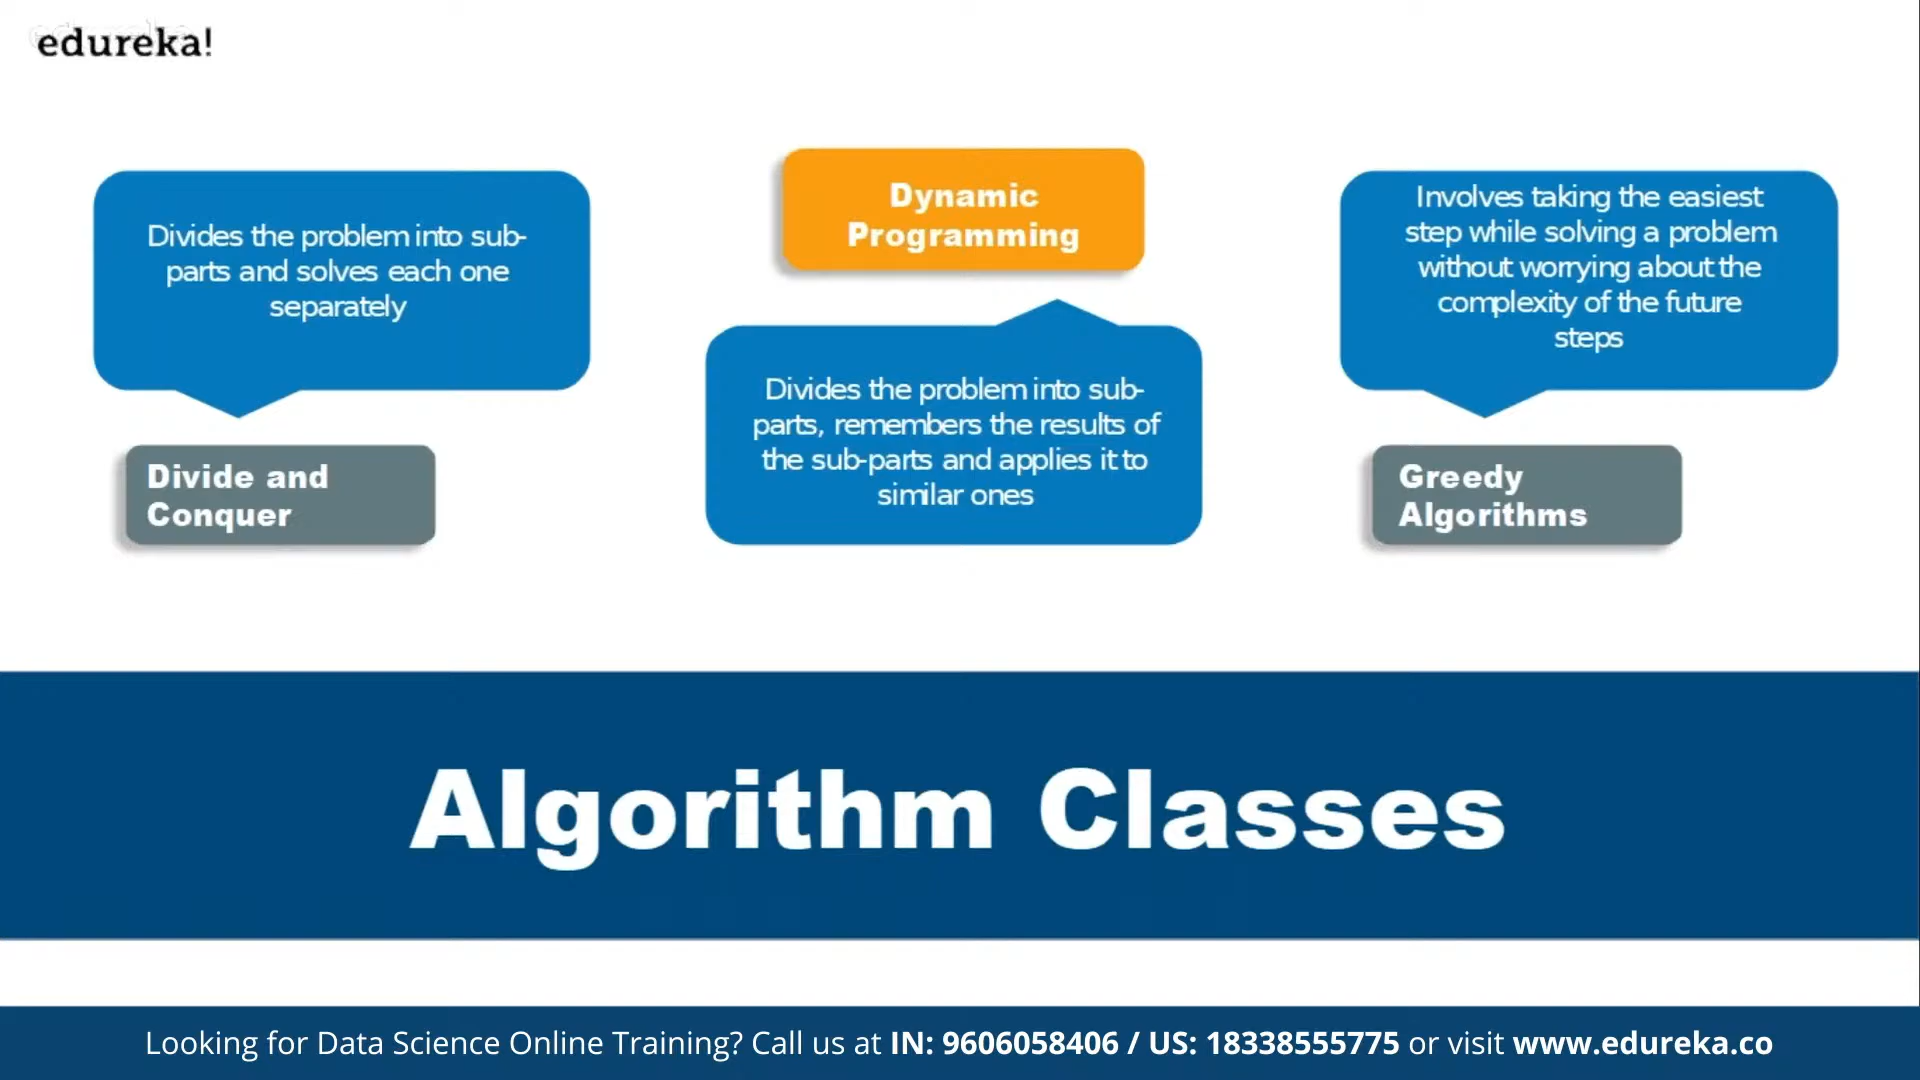 edureka!
Divides the problem into sub-
parts and solves each one
separately
Divide and
Conquer
Dynamic
Programming
Divides the problem into sub-
parts, remembers the results of
the sub-parts and applies it to
similar ones
Involves taking the easiest
step while solving a problem
without worrying about the
complexity of the future
steps
Greedy
Algorithms
Algorithm Classes
Looking for Data Science Online Training? Call us at IN: 9606058406 / US: 18338555775 or visit www.edureka.co